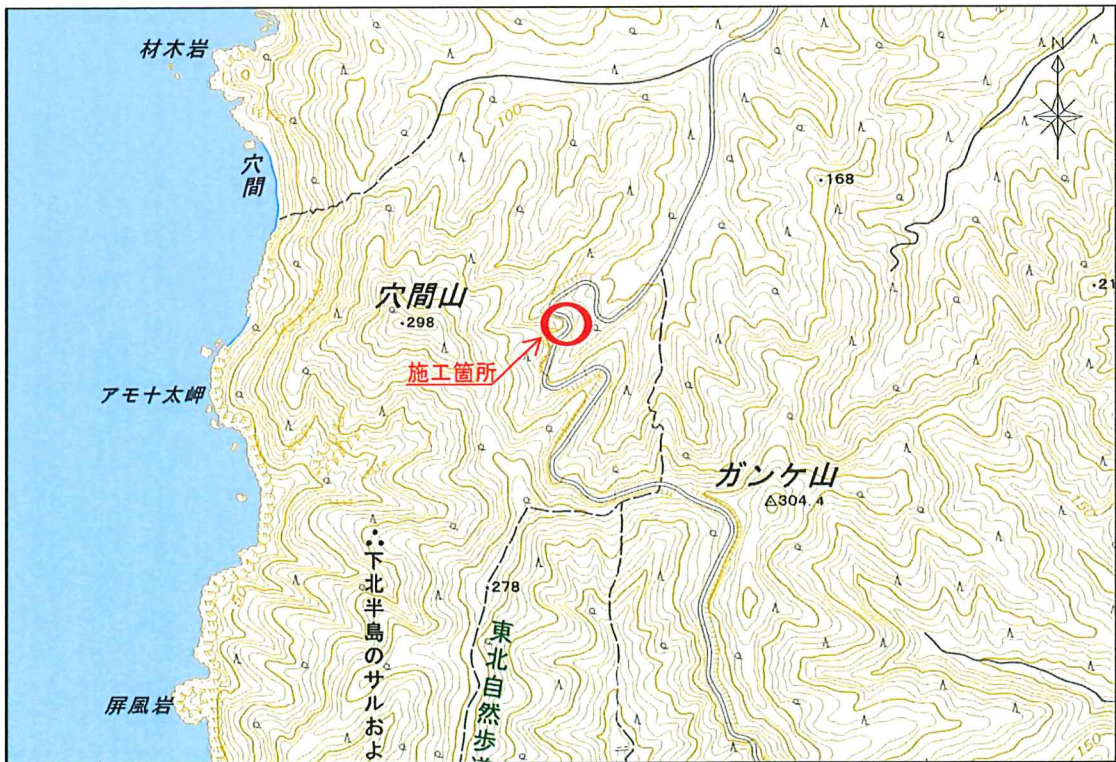 材木岩
N
100
穴間
168
穴間山
298
21
施工箇所
アモ十太岬
ガンケ山
304.4
150
278
下北半島のサルおよ
東北自然歩道
屏風岩
150